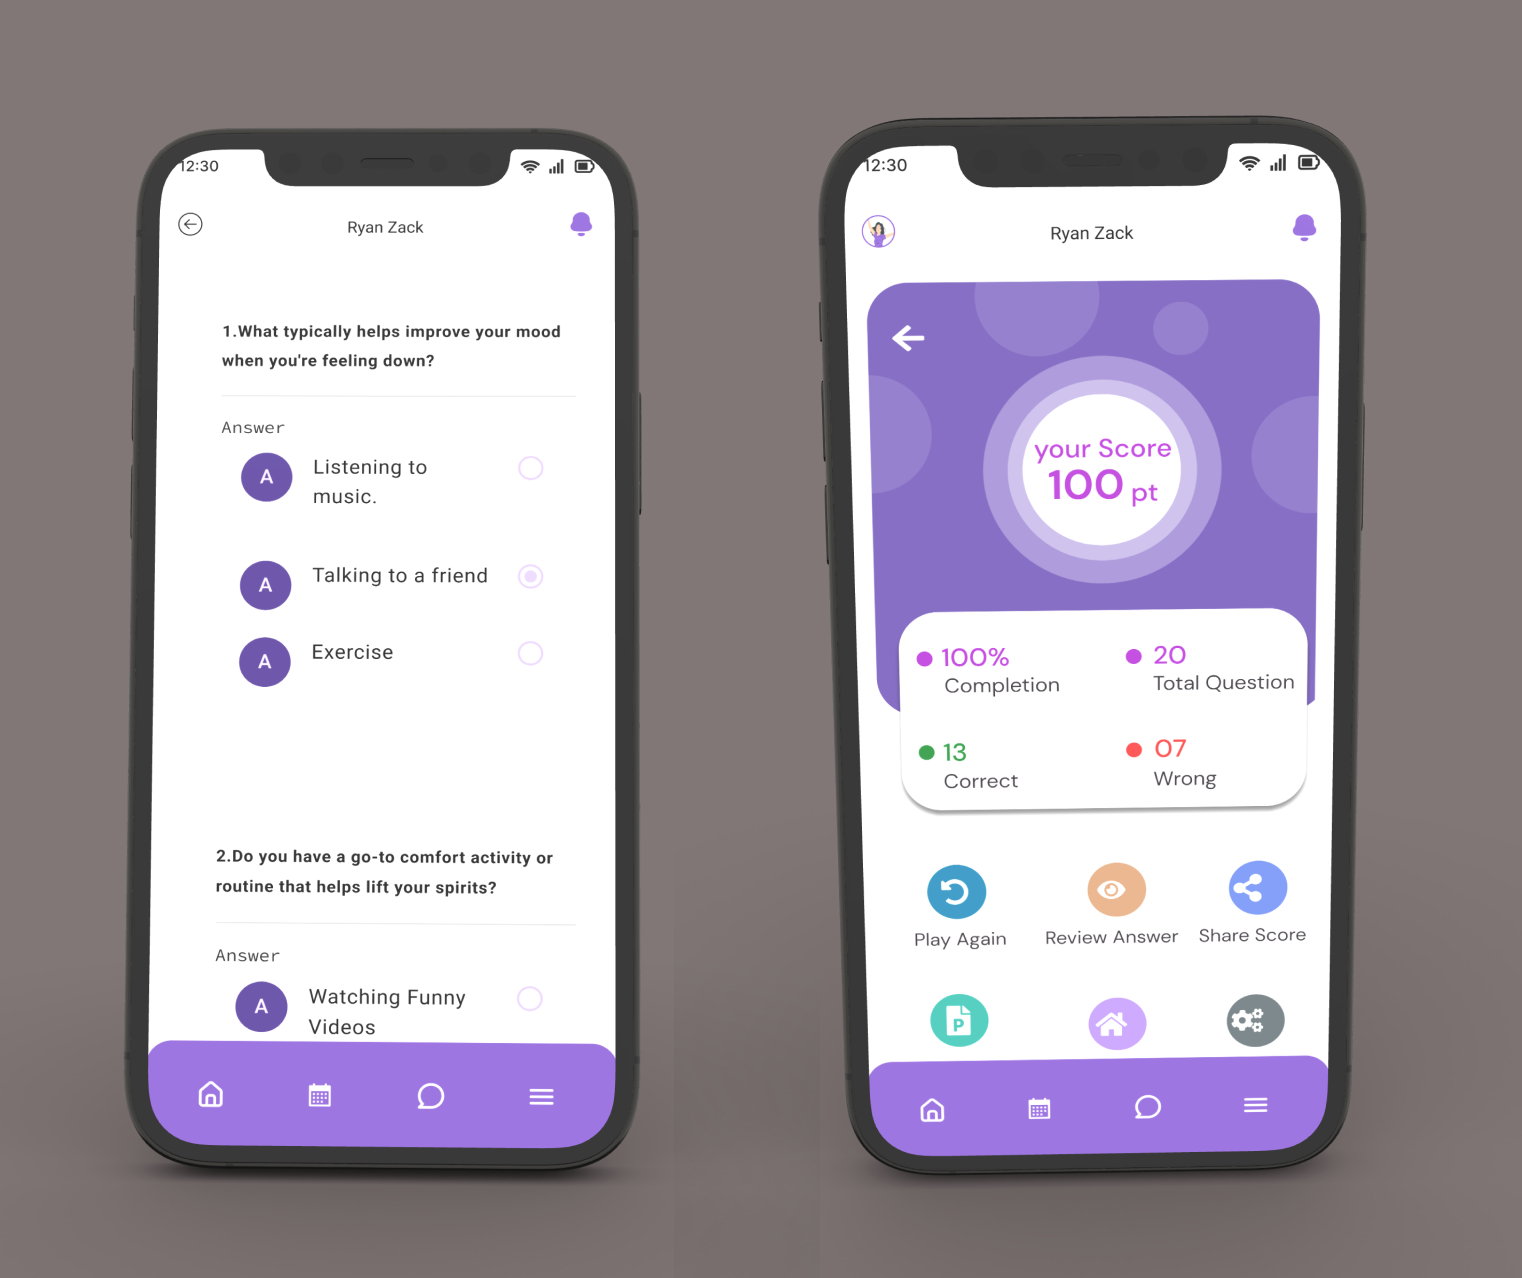 12:30
Ryan Zack
1.What typically helps improve your mood
when you're feeling down?
Answer
A
Listening to
music.
A
Talking to a friend
A
Exercise
2.Do you have a go-to comfort activity or
routine that helps lift your spirits?
Answer
A
Watching Funny
Videos
12:30
Ryan Zack
your Score
100 pt
100%
Completion
20
Total Question
13
Correct
07
Wrong
Play Again
Review Answer
Share Score
P